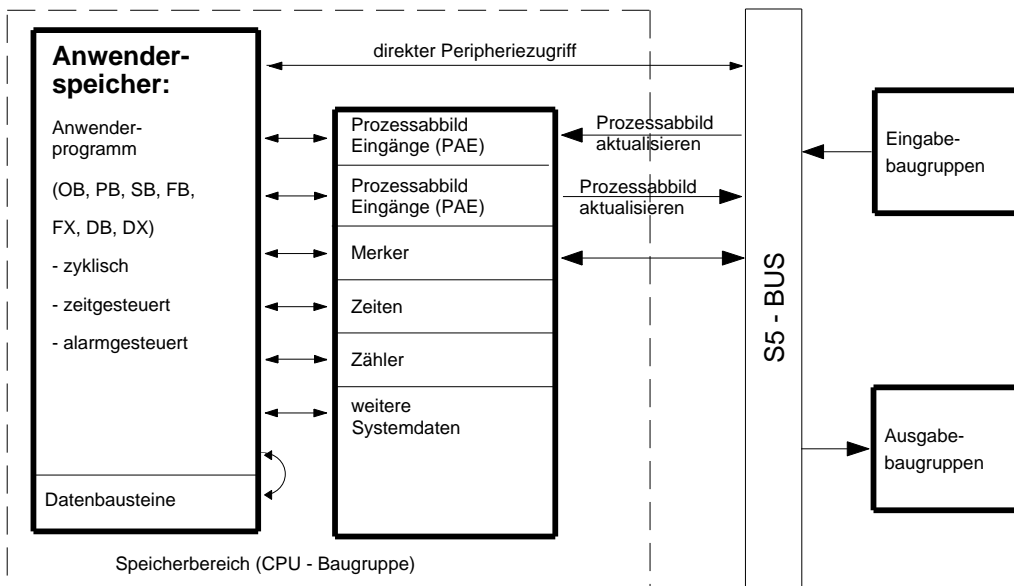 Anwender-
speicher:
Anwender-
programm
(OB, PB, SB, FB,
FX, DB, DX)
- zyklisch
- zeitgesteuert
- alarmgesteuert
Datenbausteine
direkter Peripheriezugriff
Prozessabbild
Eingänge (PAE)
Prozessabbild
Eingänge (PAE)
Merker
Zeiten
Zähler
weitere
Systemdaten
Prozessabbild
aktualisieren
Prozessabbild
aktualisieren
S5 - BUS
Eingabe-
baugruppen
Ausgabe-
baugruppen
Speicherbereich (CPU - Baugruppe)